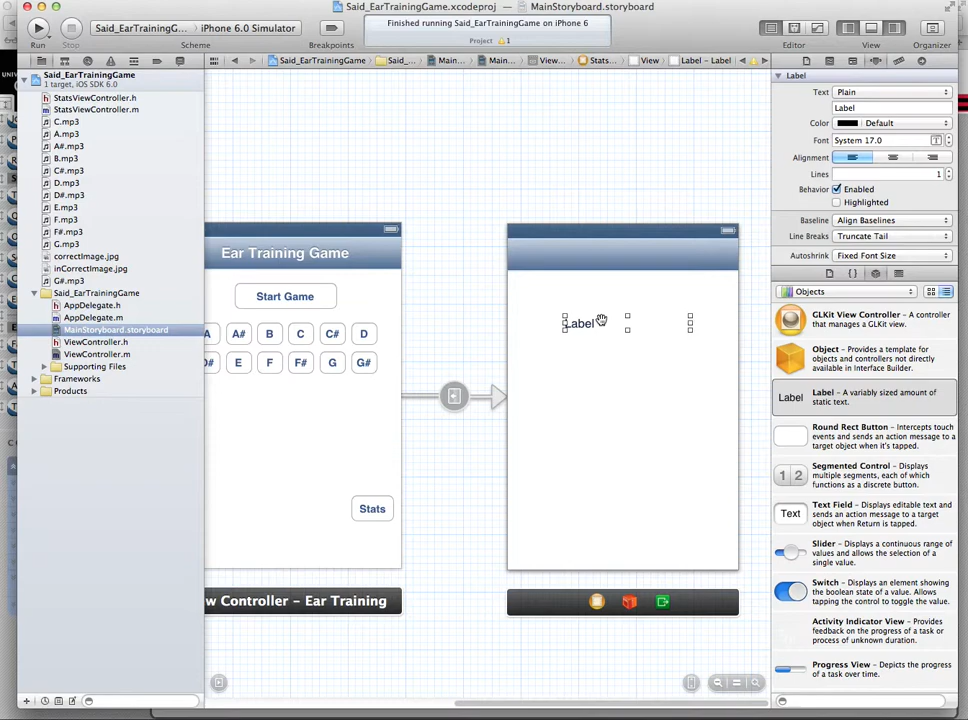 Said_EarTrainingGame.xcodeproj — MainStoryboard.storyboard
Said_EarTrainingG... iPhone 6.0 Simulator
Finished running Said_EarTrainingGame on iPhone 6
Project 1
Run Stop Scheme Breakpoints Editor View Organizer
Said_EarTrainingGame Said_... Main... Main... View... Stats... View Label – Label
Said_EarTrainingGame
1 target, iOS SDK 6.0
StatsViewController.h
StatsViewController.m
C.mp3
A.mp3
A#.mp3
B.mp3
C#.mp3
D.mp3
D#.mp3
E.mp3
F.mp3
F#.mp3
G.mp3
correctImage.jpg
inCorrectImage.jpg
G#.mp3
Said_EarTrainingGame
AppDelegate.h
AppDelegate.m
MainStoryboard.storyboard
ViewController.h
ViewController.m
Supporting Files
Frameworks
Products
Ear Training Game
Start Game
A A# B C C# D
D# E F F# G G#
Stats
w Controller – Ear Training
Label
Label
Text Plain
Label
Color Default
Font System 17.0
Alignment
Lines 1
Behavior Enabled
Highlighted
Baseline Align Baselines
Line Breaks Truncate Tail
Autoshrink Fixed Font Size
Objects
GLKit View Controller – A controller
that manages a GLKit view.
Object – Provides a template for
objects and controllers not directly
available in Interface Builder.
Label
Label – A variably sized amount of
static text.
Round Rect Button – Intercepts touch
events and sends an action message to a
target object when it's tapped.
1 2
Segmented Control – Displays
multiple segments, each of which
functions as a discrete button.
Text
Text Field – Displays editable text and
sends an action message to a target
object when Return is tapped.
Slider – Displays a continuous range of
values and allows the selection of a
single value.
Switch – Displays an element showing
the boolean state of a value. Allows
tapping the control to toggle the value.
Activity Indicator View – Provides
feedback on the progress of a task or
process of unknown duration.
Progress View – Depicts the progress
of a task over time.